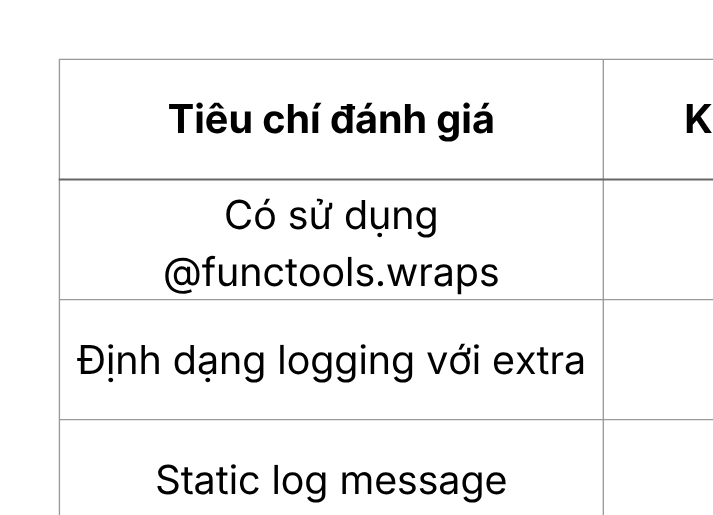 Tiêu chí đánh giá
Có sử dụng
@functools.wraps
Định dạng logging với extra
Static log message